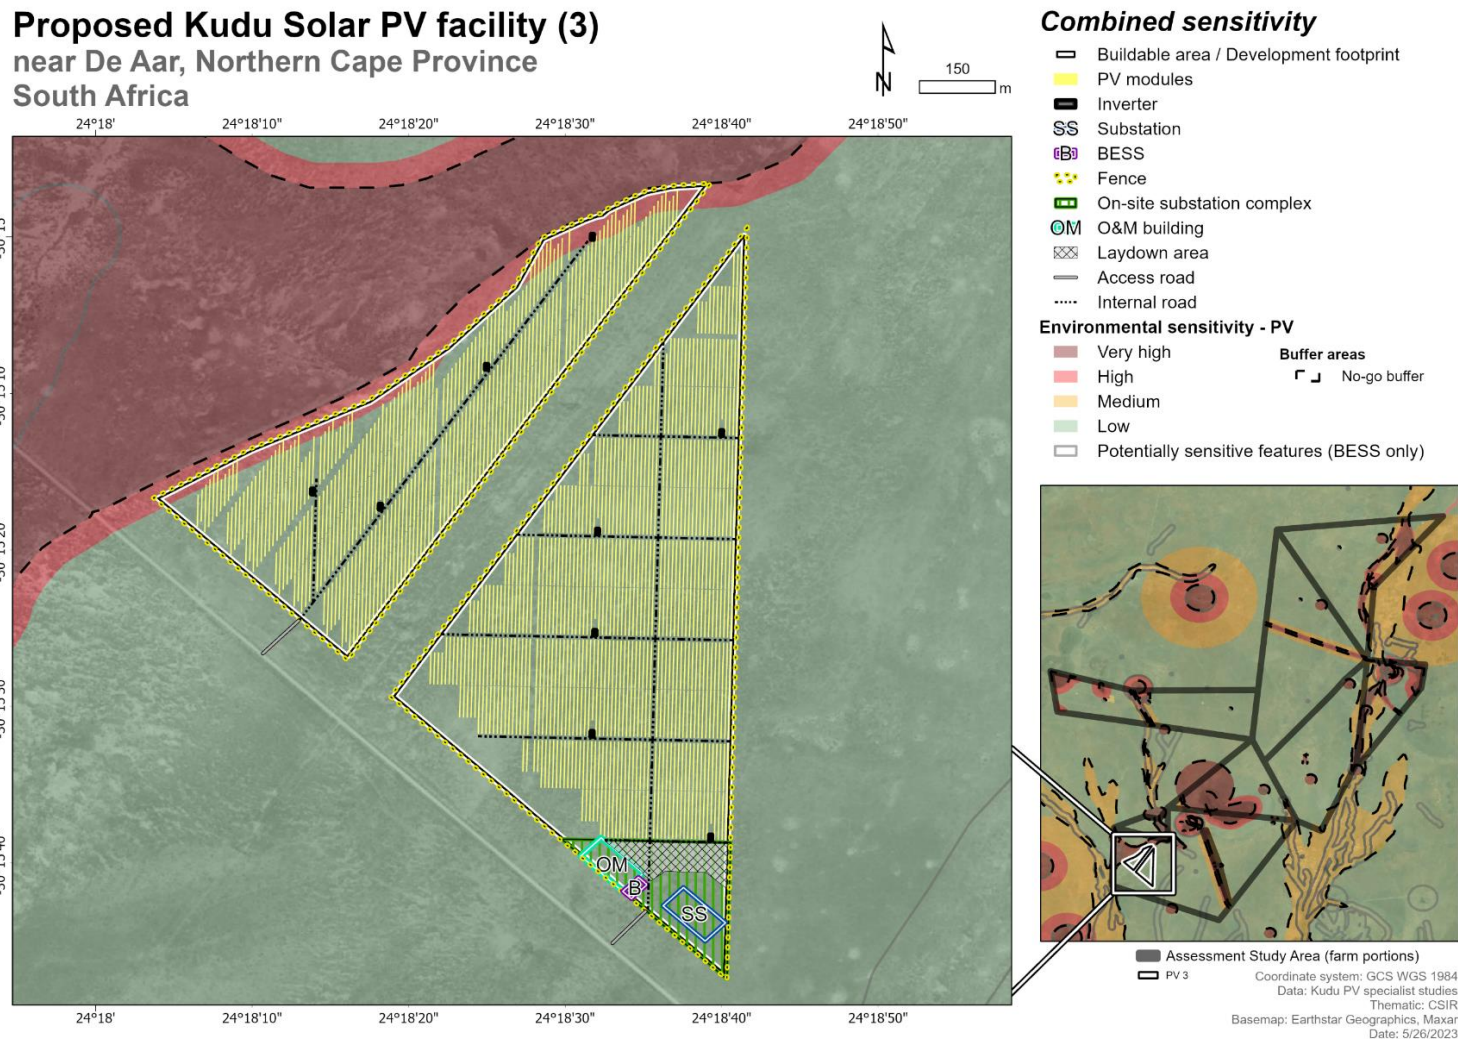 Proposed Kudu Solar PV facility (3)
near De Aar, Northern Cape Province
South Africa
N
150
m
24°18'
24°18'10"
24°18'20"
24°18'30"
24°18'40"
24°18'50"
OM
B
SS
24°18'
24°18'10"
24°18'20"
24°18'30"
24°18'40"
24°18'50"
Combined sensitivity
Buildable area / Development footprint
PV modules
Inverter
SS Substation
B BESS
Fence
On-site substation complex
OM O&M building
Laydown area
Access road
Internal road
Environmental sensitivity - PV
Very high
High
Medium
Low
Potentially sensitive features (BESS only)
Buffer areas
No-go buffer
Assessment Study Area (farm portions)
PV 3
Coordinate system: GCS WGS 1984
Data: Kudu PV specialist studies
Thematic: CSIR
Basemap: Earthstar Geographics, Maxar
Date: 5/26/2023